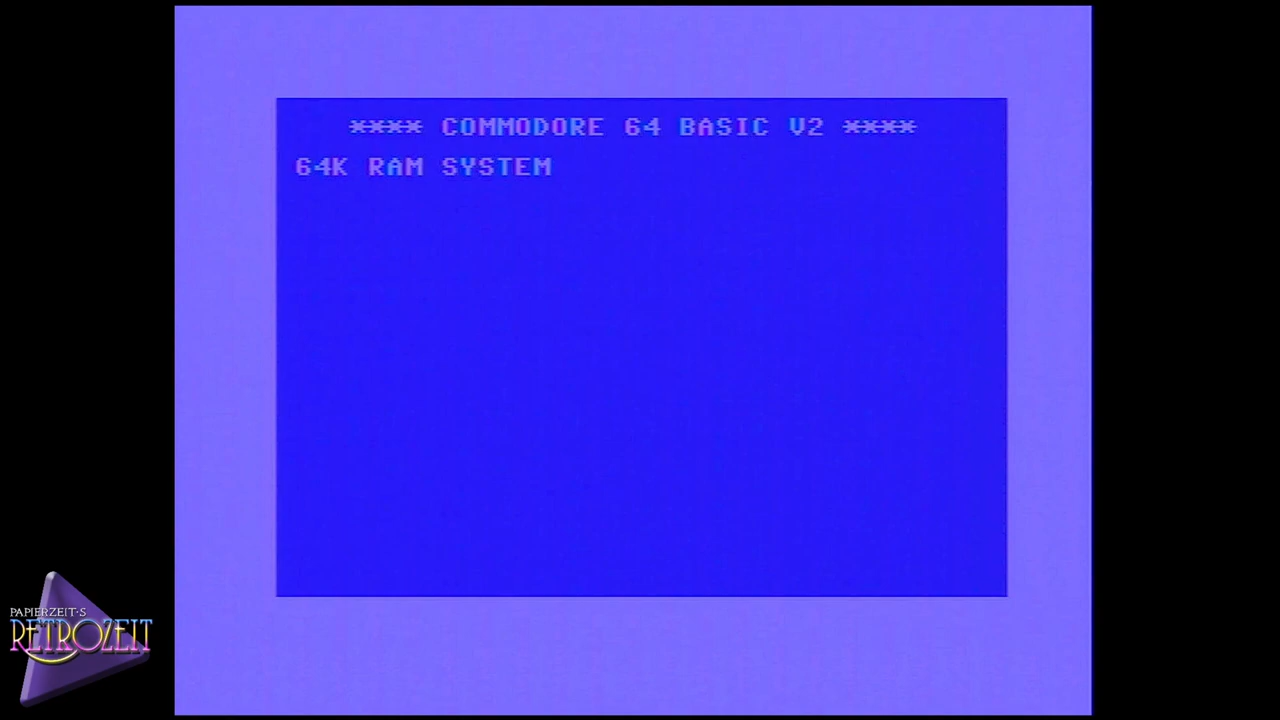 **** COMMODORE 64 BASIC V2 ****
64K RAM SYSTEM
PAPIERZEIT·S
RETROZEIT